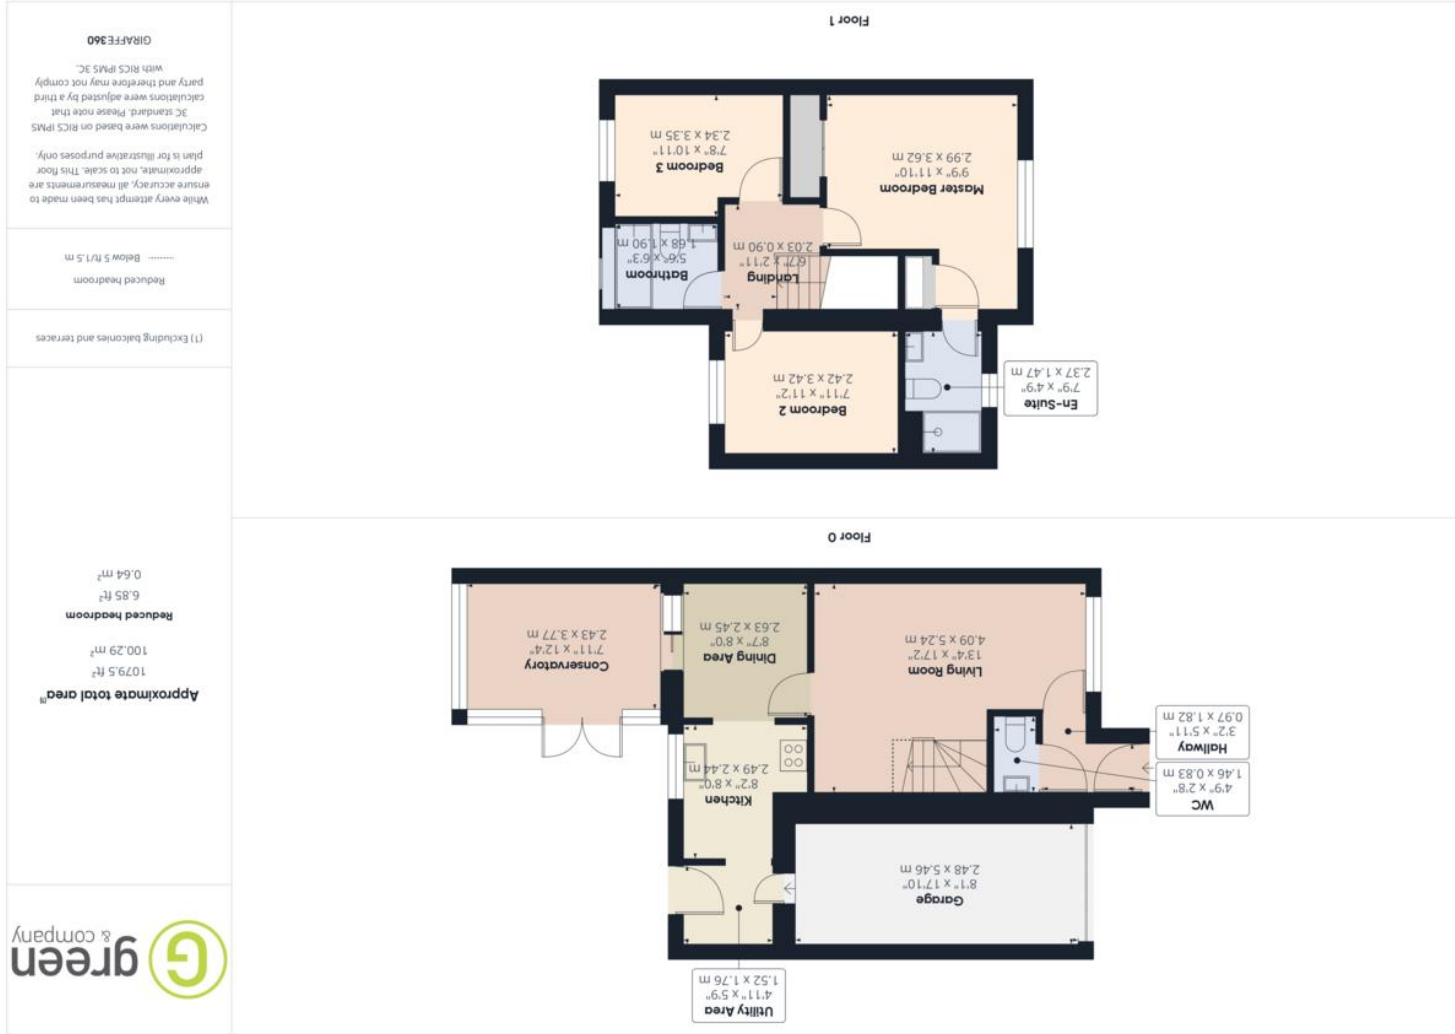 green
& company
Approximate total area⁽¹⁾
1079.5 ft²
100.29 m²
Reduced headroom
6.85 ft²
0.64 m²
(1) Excluding balconies and terraces
Reduced headroom
Below 5 ft/1.5 m
While every attempt has been made to
ensure accuracy, all measurements are
approximate, not to scale. This floor
plan is for illustrative purposes only.
Calculations were based on RICS IPMS
3C standard. Please note that
calculations were adjusted by a third
party and therefore may not comply
with RICS IPMS 3C.
GIRAFFE360
Utility Area
4'11" x 5'9"
1.52 x 1.76 m
Garage
8'1" x 17'10"
2.48 x 5.46 m
WC
4'9" x 2'8"
1.46 x 0.83 m
Hallway
3'2" x 5'11"
0.97 x 1.82 m
Kitchen
8'2" x 8'0"
2.49 x 2.44 m
Living Room
13'4" x 17'2"
4.09 x 5.24 m
Dining Area
8'7" x 8'0"
2.63 x 2.45 m
Conservatory
7'11" x 12'4"
2.43 x 3.77 m
Floor 0
En-Suite
7'9" x 4'9"
2.37 x 1.47 m
Bedroom 2
7'11" x 11'2"
2.42 x 3.42 m
Landing
6'7" x 2'11"
2.03 x 0.90 m
Bathroom
5'6" x 6'3"
1.68 x 1.90 m
Master Bedroom
9'9" x 11'10"
2.99 x 3.62 m
Bedroom 3
7'8" x 10'11"
2.34 x 3.35 m
Floor 1